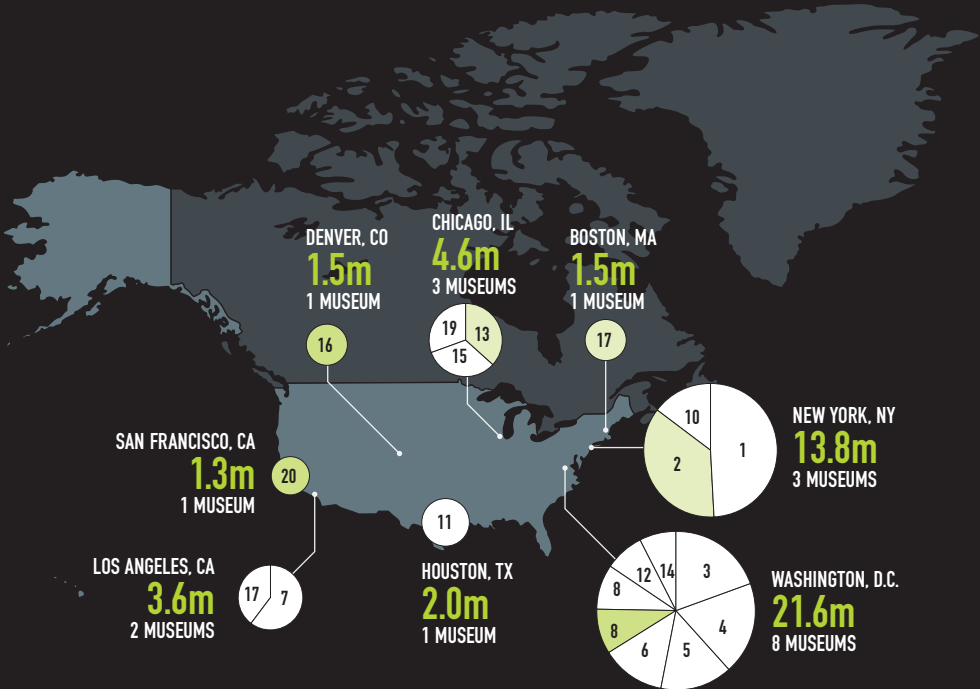 DENVER, CO
1.5m
1 MUSEUM
16
CHICAGO, IL
4.6m
3 MUSEUMS
19
13
15
BOSTON, MA
1.5m
1 MUSEUM
17
NEW YORK, NY
13.8m
3 MUSEUMS
10
1
2
SAN FRANCISCO, CA
1.3m
1 MUSEUM
20
LOS ANGELES, CA
3.6m
2 MUSEUMS
17
7
11
HOUSTON, TX
2.0m
1 MUSEUM
WASHINGTON, D.C.
21.6m
8 MUSEUMS
12
14
3
8
4
8
6
5